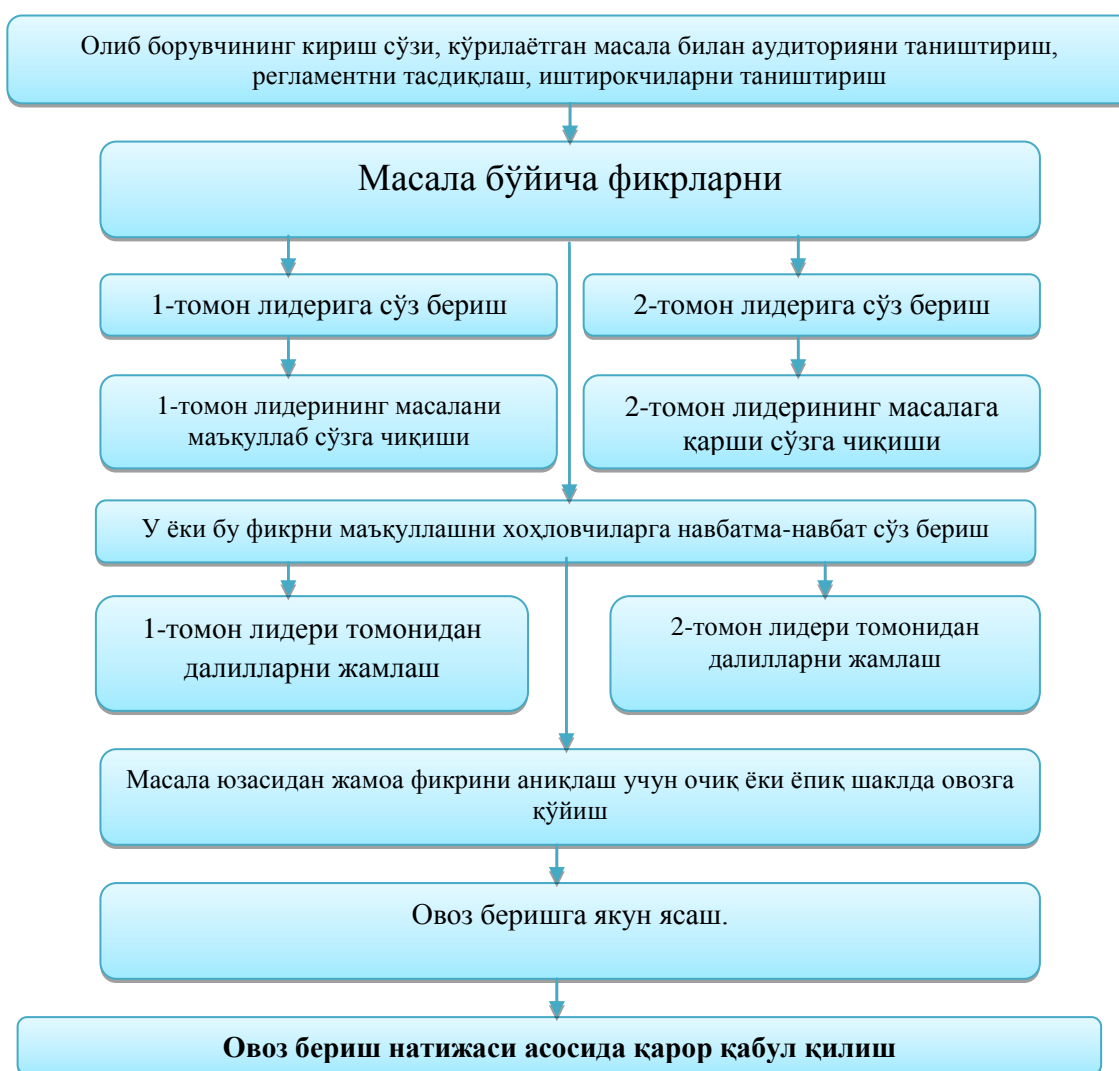 Олиб борувчининг кириш сўзи, кўрилаётган масала билан аудиторияни таништириш,
регламентни тасдиқлаш, иштирокчиларни таништириш
Масала бўйича фикрларни
1-томон лидерига сўз бериш
2-томон лидерига сўз бериш
1-томон лидерининг масалани
маъқуллаб сўзга чиқиши
2-томон лидерининг масалага
қарши сўзга чиқиши
У ёки бу фикрни маъқуллашни хоҳловчиларга навбатма-навбат сўз бериш
1-томон лидери томонидан
далилларни жамлаш
2-томон лидери томонидан
далилларни жамлаш
Масала юзасидан жамоа фикрини аниқлаш учун очиқ ёки ёпиқ шаклда овозга
қўйиш
Овоз беришга якун ясаш.
Овоз бериш натижаси асосида қарор қабул қилиш